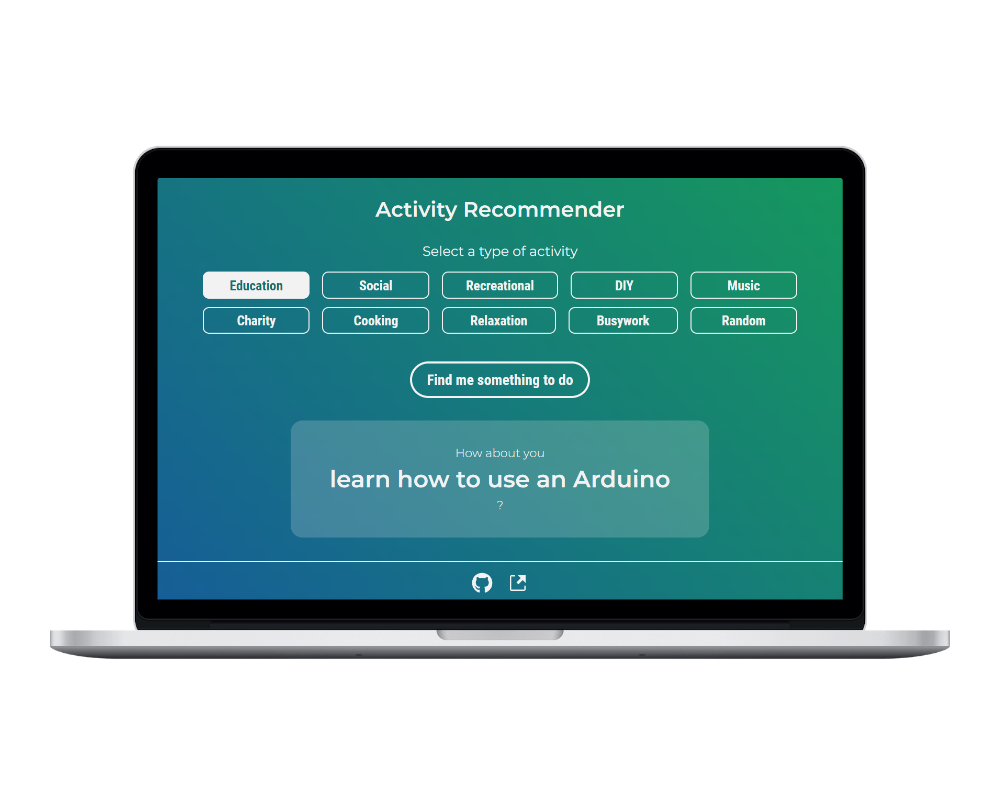 Activity Recommender
Select a type of activity
Education Social Recreational DIY Music
Charity Cooking Relaxation Busywork Random
Find me something to do
How about you
learn how to use an Arduino
?